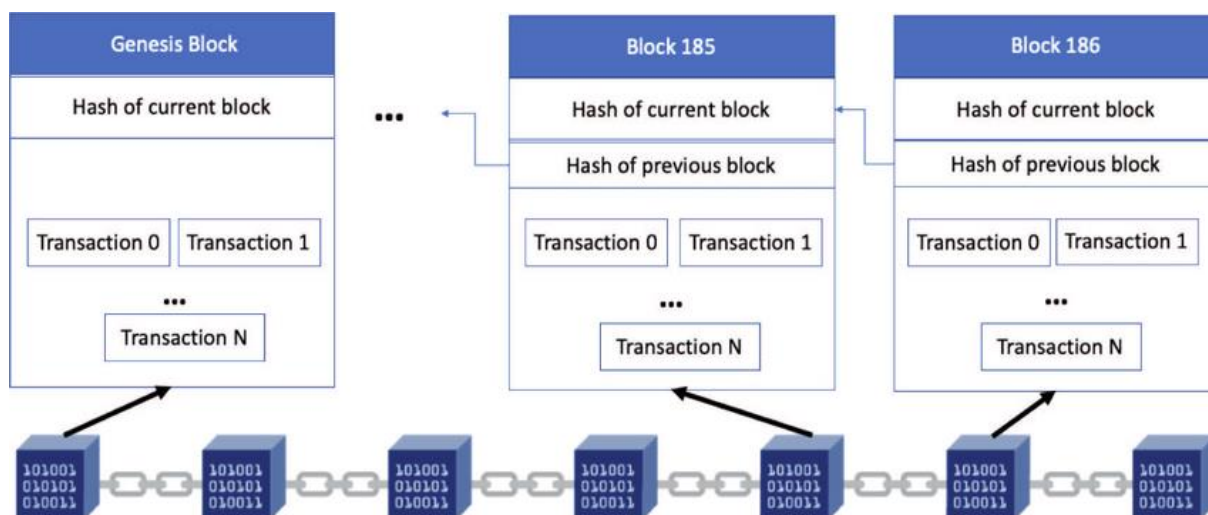 Genesis Block
Hash of current block
Transaction 0
Transaction 1
...
Transaction N
...
Block 185
Hash of current block
Hash of previous block
Transaction 0
Transaction 1
...
Transaction N
Block 186
Hash of current block
Hash of previous block
Transaction 0
Transaction 1
...
Transaction N
101001
010101
010011
101001
010101
010011
101001
010101
010011
101001
010101
010011
101001
010101
010011
101001
010101
010011
101001
010101
010011